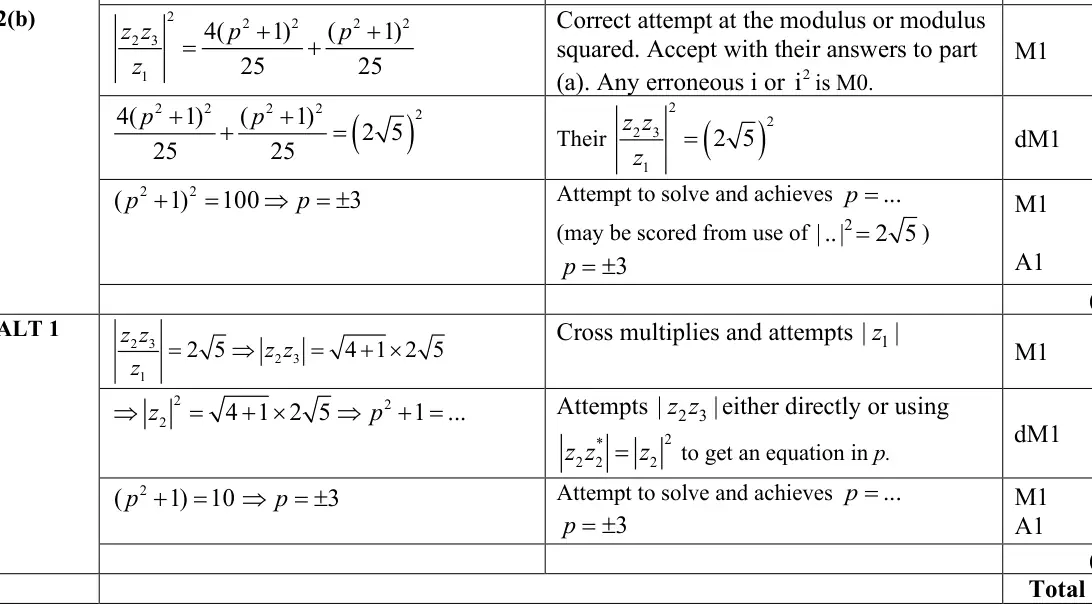 2(b)
|z₂z₃/z₁|² = 4(p² + 1)²/25 + (p² + 1)²/25
Correct attempt at the modulus or modulus
squared. Accept with their answers to part
(a). Any erroneous i or i² is M0.
M1
4(p² + 1)²/25 + (p² + 1)²/25 = (2√5)²
Their |z₂z₃/z₁|² = (2√5)²
dM1
(p² + 1)² = 100 ⇒ p = ±3
Attempt to solve and achieves p = ...
(may be scored from use of |..|² = 2√5 )
p = ±3
M1
A1
(
ALT 1
|z₂z₃/z₁| = 2√5 ⇒ |z₂z₃| = √(4+1) × 2√5
Cross multiplies and attempts | z₁ |
M1
⇒ |z₂|² = √(4+1) × 2√5 ⇒ p² + 1 = ...
Attempts | z₂z₃ | either directly or using
|z₂z₂*| = |z₂|² to get an equation in p.
dM1
(p² + 1) = 10 ⇒ p = ±3
Attempt to solve and achieves p = ...
p = ±3
M1
A1
(
Total